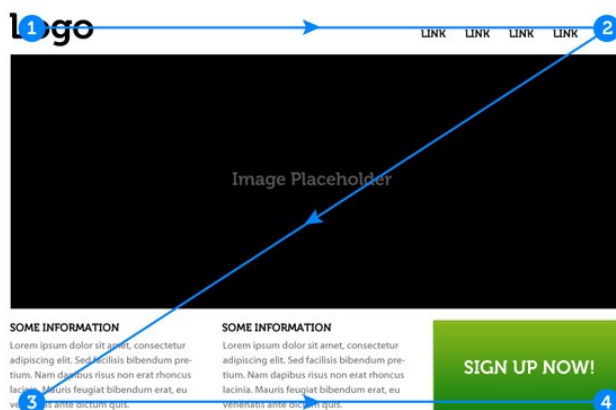 Logo
1
LINK LINK LINK LINK
2
Image Placeholder
SOME INFORMATION
Lorem ipsum dolor sit amet, consectetur
adipiscing elit. Sed facilisis bibendum pre-
tium. Nam dapibus risus non erat rhoncus
lacinia. Mauris feugiat bibendum erat, eu
venenatis ante dictum quis.
3
SOME INFORMATION
Lorem ipsum dolor sit amet, consectetur
adipiscing elit. Sed facilisis bibendum pre-
tium. Nam dapibus risus non erat rhoncus
lacinia. Mauris feugiat bibendum erat, eu
venenatis ante dictum quis.
SIGN UP NOW!
4